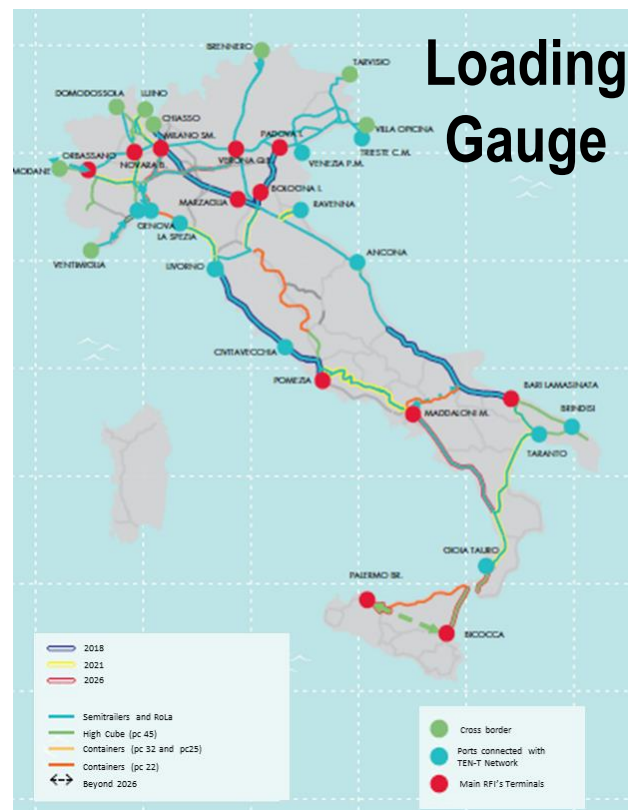 Loading
Gauge
BRENNERO
TARVISIO
DOMODOSSOLA
LUINO
CHIASSO
VILLA OPICINA
MILANO SM.
PADOVA I.
TRIESTE C.M.
ORBASSANO
VERONA Q.E.
VENEZIA P.M.
MODANE
NOVARA B.
BOLOGNA I.
MARZAGLIA
RAVENNA
GENOVA
LA SPEZIA
ANCONA
VENTIMIGLIA
LIVORNO
CIVITAVECCHIA
POMEZIA
BARI LAMASINATA
BRINDISI
MADDALONI M.
TARANTO
GIOIA TAURO
PALERMO BR.
BICOCCA
2018
2021
2026
Semitrailers and RoLa
High Cube (pc 45)
Containers (pc 32 and pc25)
Containers (pc 22)
Beyond 2026
Cross border
Ports connected with
TEN-T Network
Main RFI's Terminals